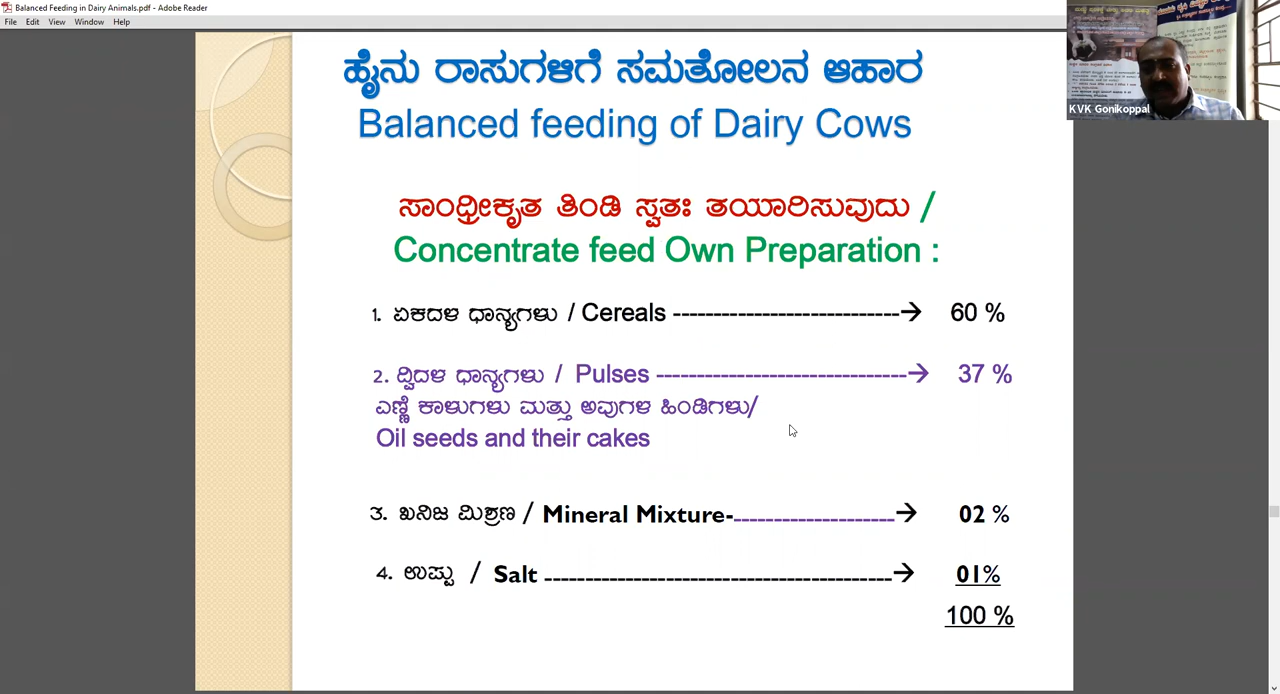 Balanced Feeding in Dairy Animals.pdf - Adobe Reader
File Edit View Window Help
KVK Gonikoppal
ಹೈನು ರಾಸುಗಳಿಗೆ ಸಮತೋಲನ ಆಹಾರ
Balanced feeding of Dairy Cows
ಸಾಂಧ್ರೀಕೃತ ತಿಂಡಿ ಸ್ವತಃ ತಯಾರಿಸುವುದು /
Concentrate feed Own Preparation :
1. ಏಕದಳ ಧಾನ್ಯಗಳು / Cereals ----------------------------→ 60 %
2. ದ್ವಿದಳ ಧಾನ್ಯಗಳು / Pulses -------------------------------→ 37 %
ಎಣ್ಣೆ ಕಾಳುಗಳು ಮತ್ತು ಅವುಗಳ ಹಿಂಡಿಗಳು/
Oil seeds and their cakes
೩. ಖನಿಜ ಮಿಶ್ರಣ / Mineral Mixture---------------------→ 02 %
4. ಉಪ್ಪು / Salt -------------------------------------------→ 01%
100 %